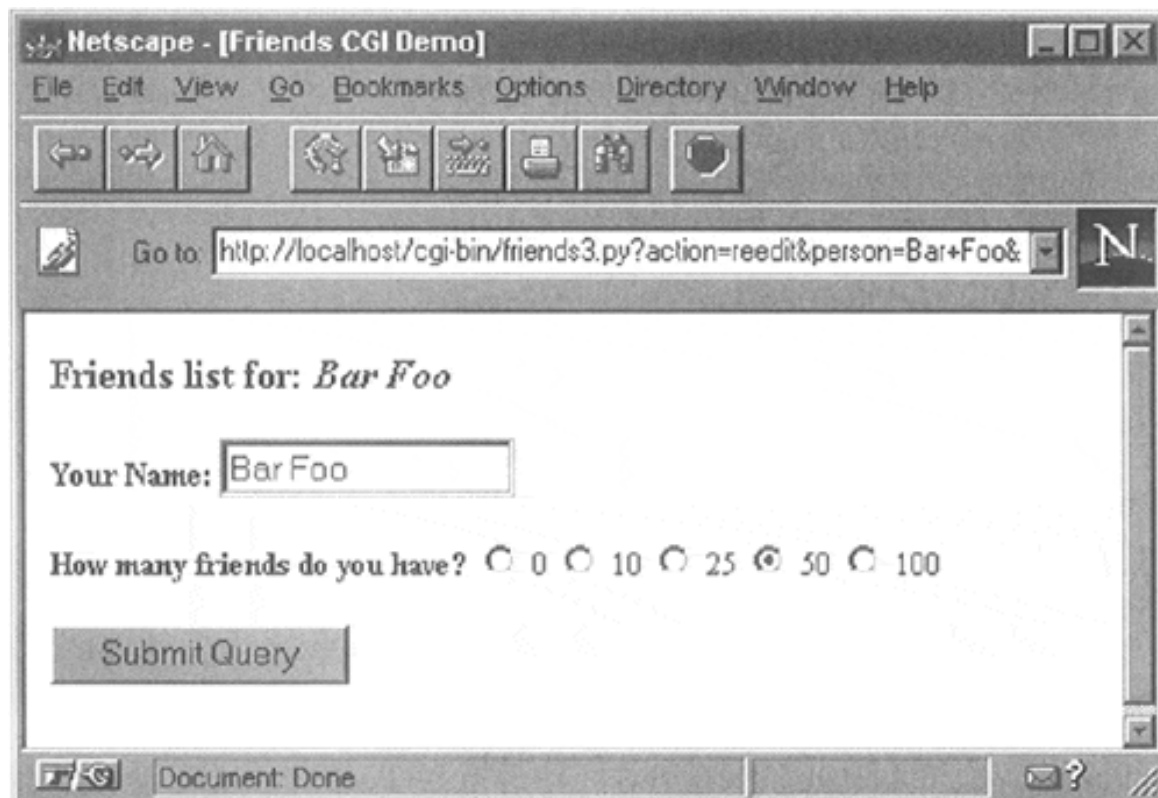 Netscape - [Friends CGI Demo]
File Edit View Go Bookmarks Options Directory Window Help
Go to: http://localhost/cgi-bin/friends3.py?action=reedit&person=Bar+Foo&
N
Friends list for: Bar Foo
Your Name: Bar Foo
How many friends do you have? 0 10 25 50 100
Submit Query
Document: Done
?